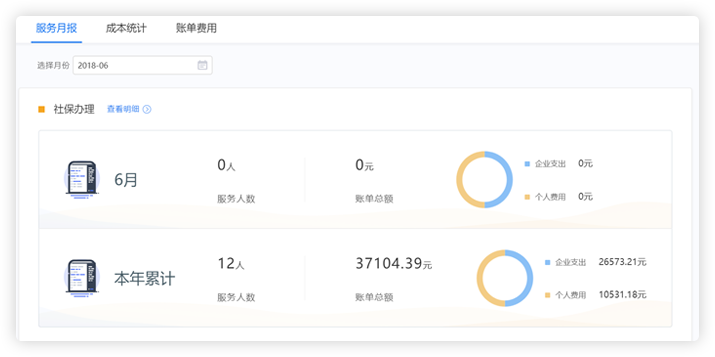 服务月报 成本统计 账单费用
选择月份 2018-06
社保办理 查看明细
6月 0人 0元 企业支出 0元
服务人数 账单总额 个人费用 0元
本年累计 12人 37104.39元 企业支出 26573.21元
服务人数 账单总额 个人费用 10531.18元